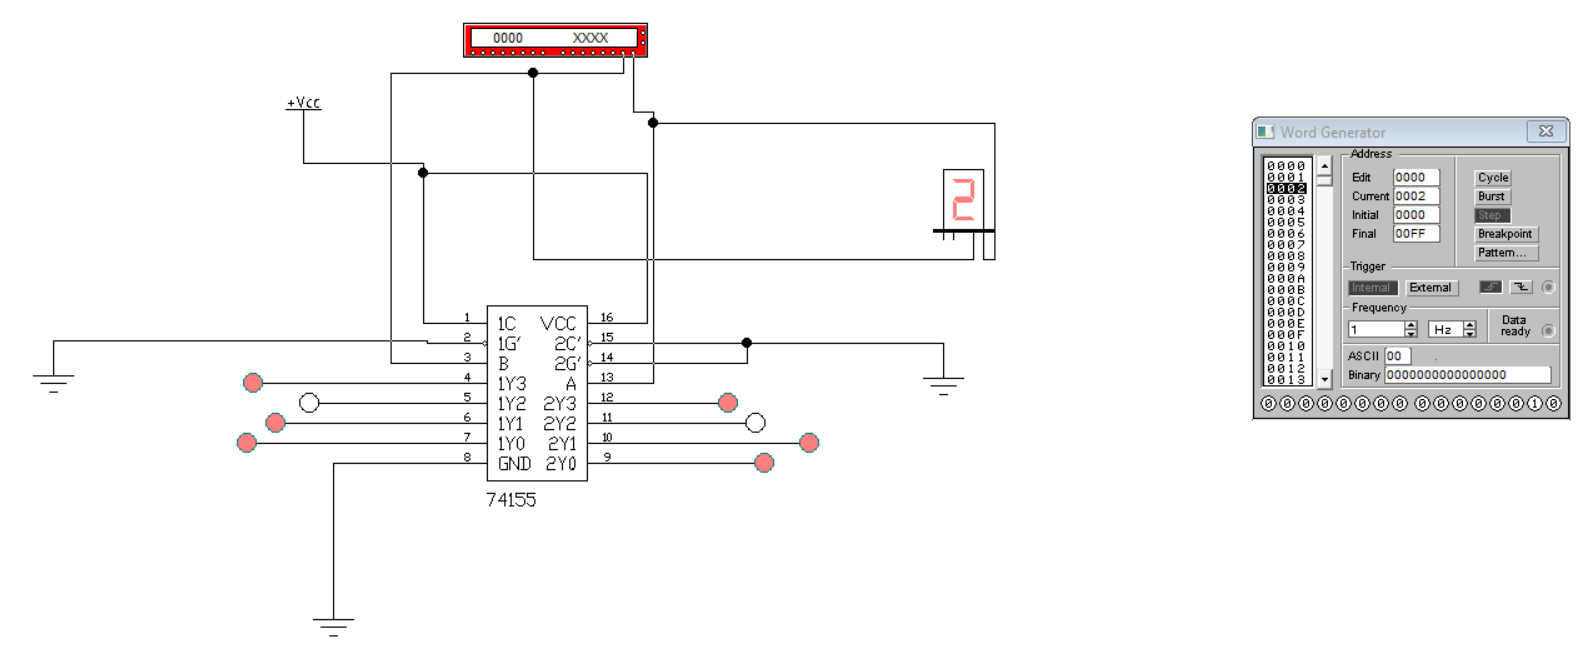 0000 XXXX
+Vcc
2
1 1C VCC 16
2 1G' 2C' 15
3 B 2G' 14
4 1Y3 A 13
5 1Y2 2Y3 12
6 1Y1 2Y2 11
7 1Y0 2Y1 10
8 GND 2Y0 9
74155
Word Generator
0000
0001
0002
0003
0004
0005
0006
0007
0008
0009
000A
000B
000C
000D
000E
000F
0010
0011
0012
0013
Address
Edit 0000
Current 0002
Initial 0000
Final 00FF
Cycle
Burst
Step
Breakpoint
Pattern...
Trigger
Internal External
Frequency
1 Hz
Data
ready
ASCII 00 .
Binary 0000000000000000
0 0 0 0 0 0 0 0 0 0 0 0 0 0 1 0